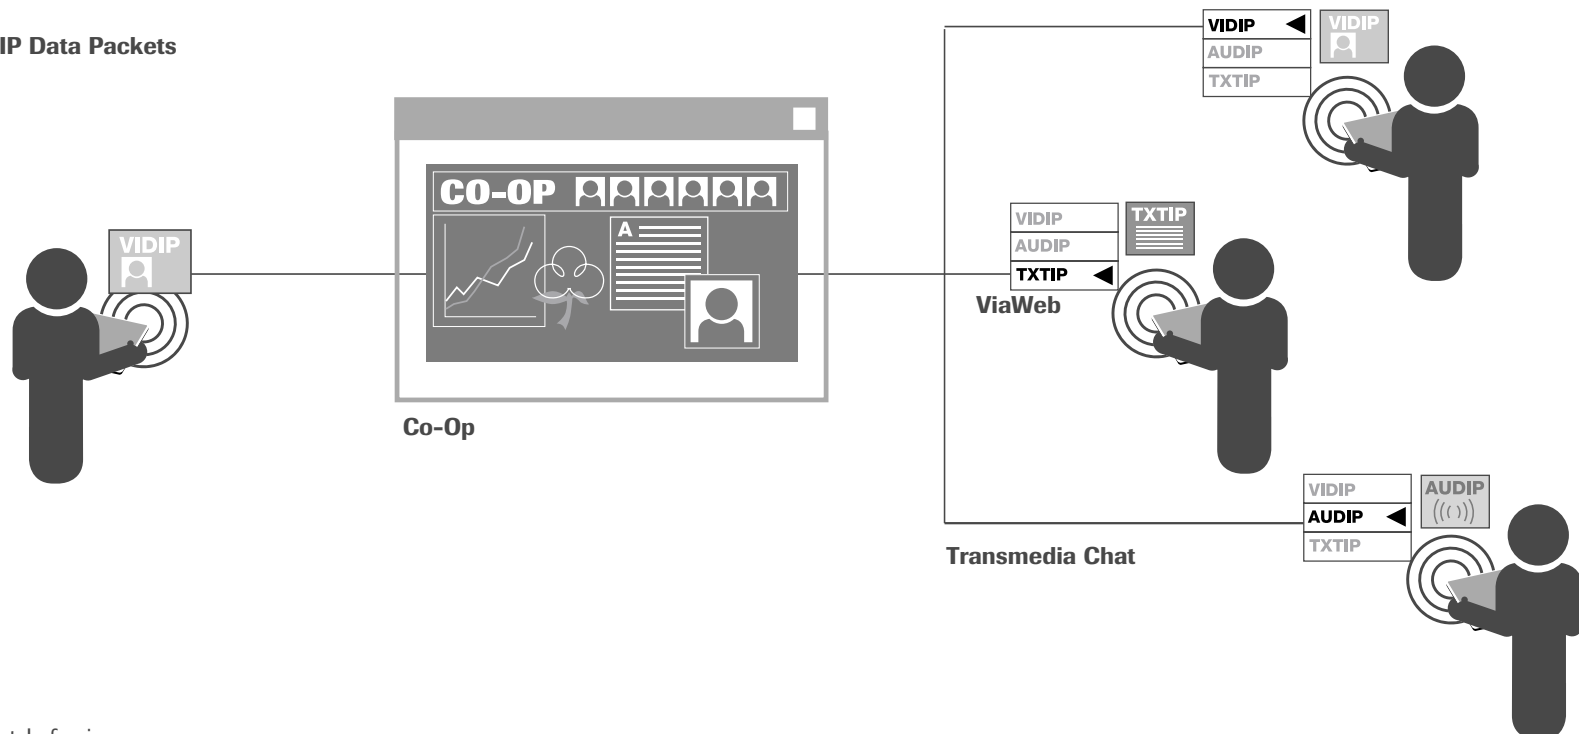 IP Data Packets
VIDIP
CO-OP
A
Co-Op
VIDIP
AUDIP
TXTIP
VIDIP
VIDIP
AUDIP
TXTIP
TXTIP
ViaWeb
VIDIP
AUDIP
TXTIP
AUDIP
Transmedia Chat